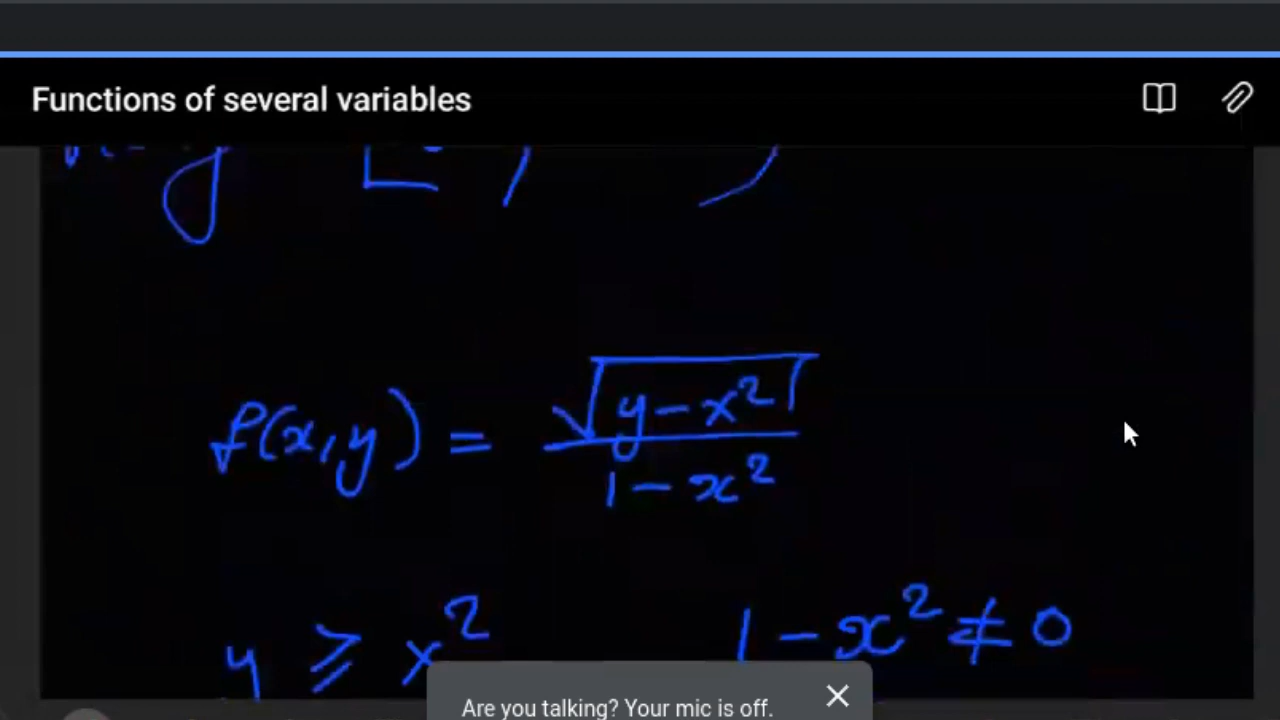 Functions of several variables
f(x,y) = √(y-x²) / (1-x²)
y ≥ x² 1-x² ≠ 0
Are you talking? Your mic is off.